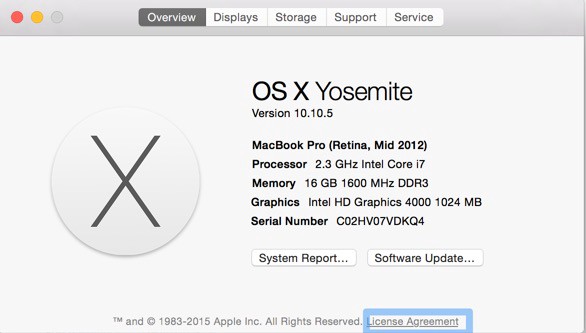 Overview Displays Storage Support Service
OS X Yosemite
Version 10.10.5
MacBook Pro (Retina, Mid 2012)
Processor 2.3 GHz Intel Core i7
Memory 16 GB 1600 MHz DDR3
Graphics Intel HD Graphics 4000 1024 MB
Serial Number C02HV07VDKQ4
System Report... Software Update...
™ and © 1983-2015 Apple Inc. All Rights Reserved. License Agreement